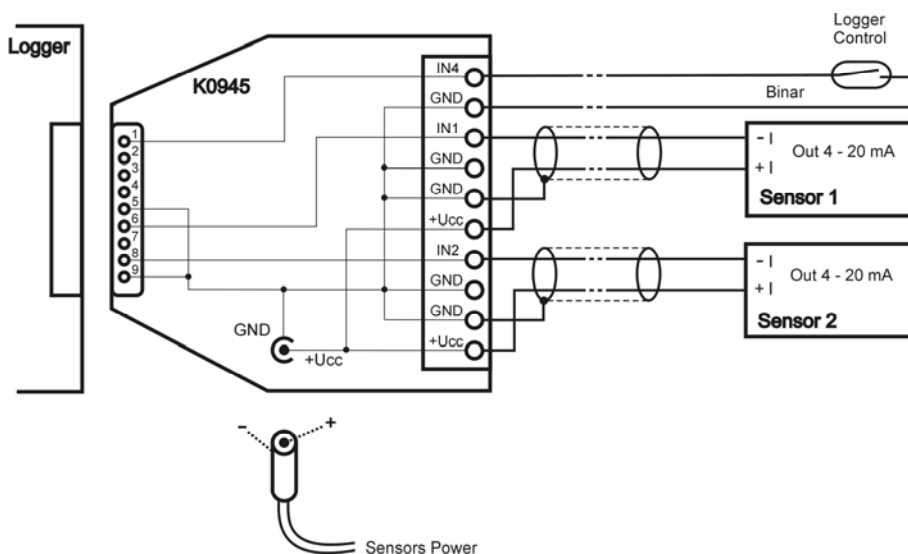 Logger
Control
Logger
K0945
IN4
GND
Binar
IN1
GND
GND
+Ucc
IN2
GND
GND
+Ucc
1
2
3
4
5
6
7
8
9
GND
+Ucc
- I
Out 4 - 20 mA
+ I
Sensor 1
- I
Out 4 - 20 mA
+ I
Sensor 2
- +
Sensors Power